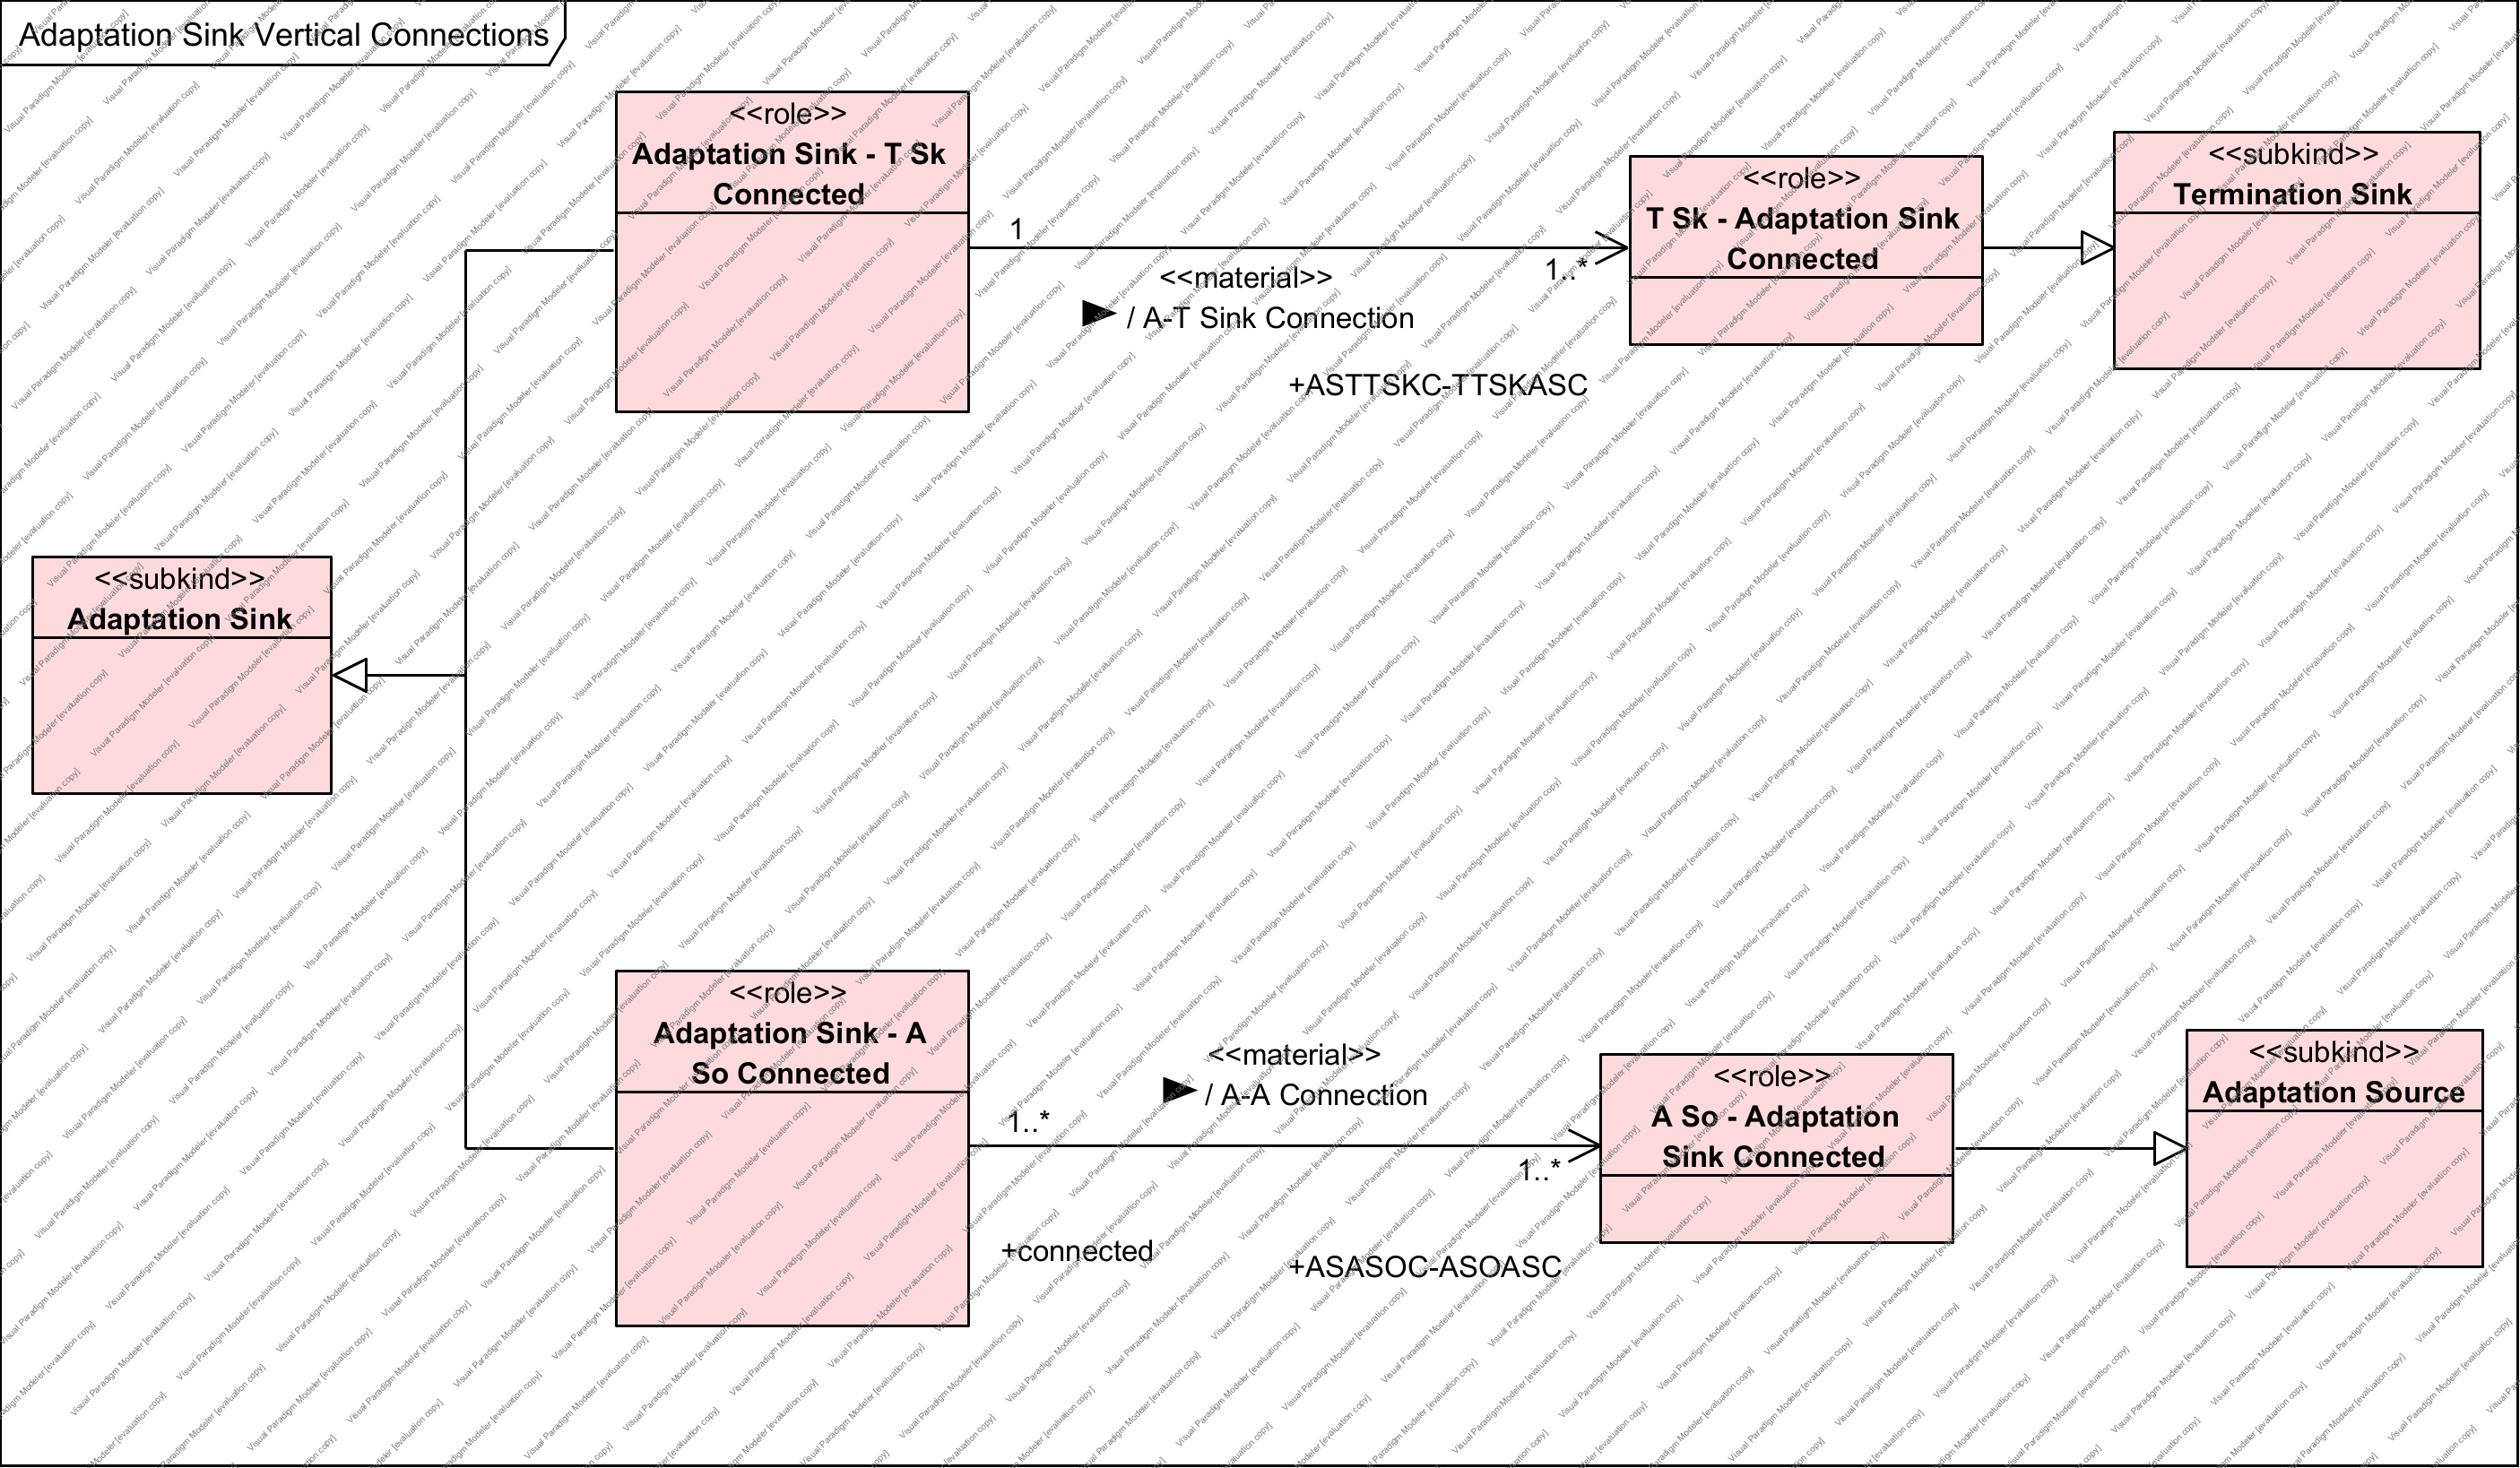 Adaptation Sink Vertical Connections
<<role>>
Adaptation Sink - T Sk
Connected
1
1..*
<<material>>
/ A-T Sink Connection
+ASTTSKC-TTSKASC
<<role>>
T Sk - Adaptation Sink
Connected
<<subkind>>
Termination Sink
<<subkind>>
Adaptation Sink
<<role>>
Adaptation Sink - A
So Connected
<<material>>
/ A-A Connection
1..*
1..*
+connected
+ASASOC-ASOASC
<<role>>
A So - Adaptation
Sink Connected
<<subkind>>
Adaptation Source
Visual Paradigm Modeler [evaluation copy]